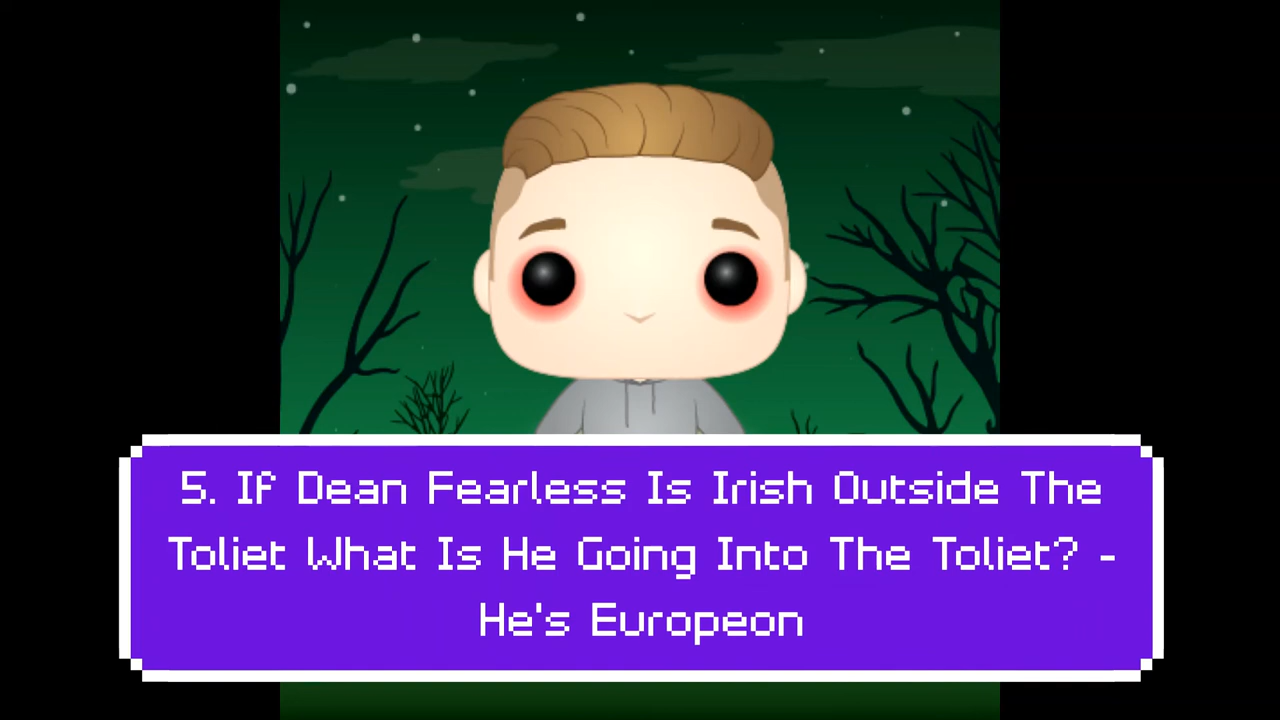 5. If Dean Fearless Is Irish Outside The
Toliet What Is He Going Into The Toliet? -
He's Europeon